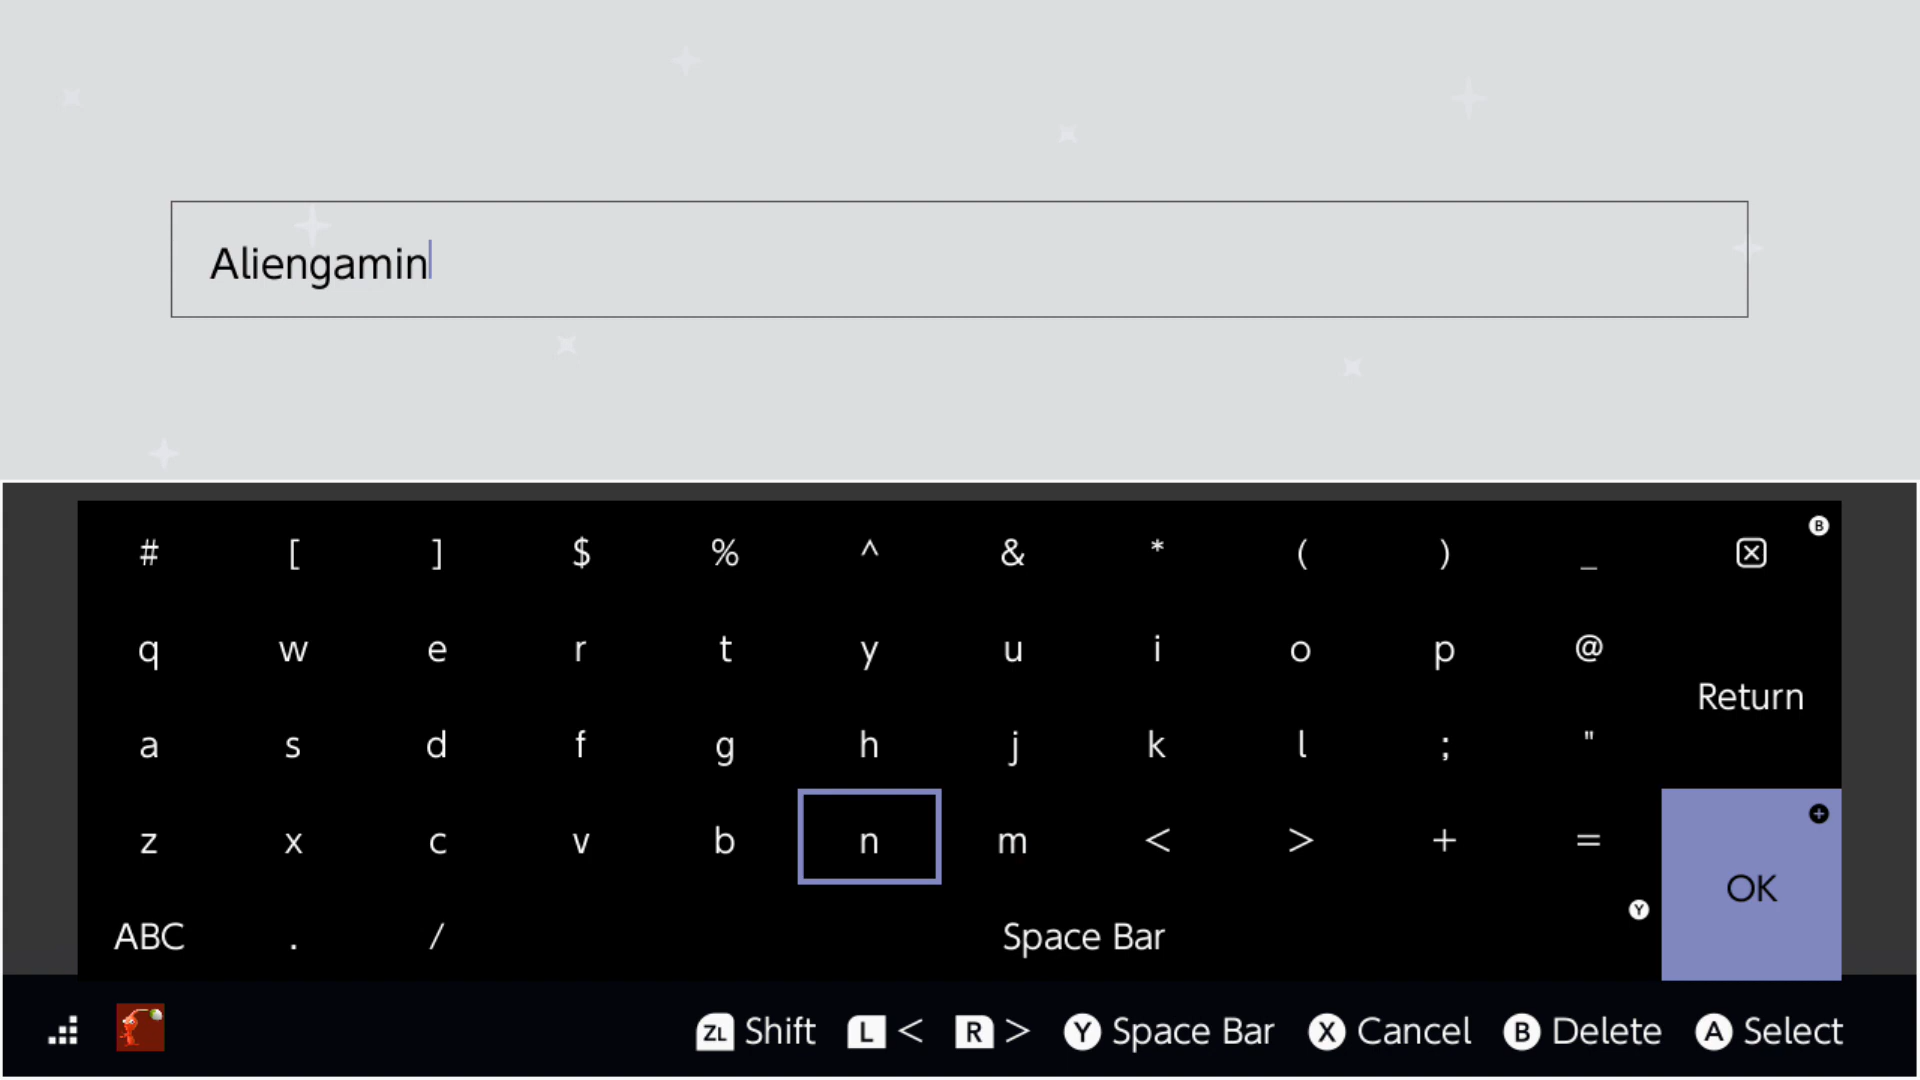 Aliengamin
# [ ] $ % ^ & * ( ) _ B
q w e r t y u i o p @
Return
a s d f g h j k l ; "
z x c v b n m < > + =
OK
ABC . / Space Bar Y
ZL Shift L < R > Y Space Bar X Cancel B Delete A Select